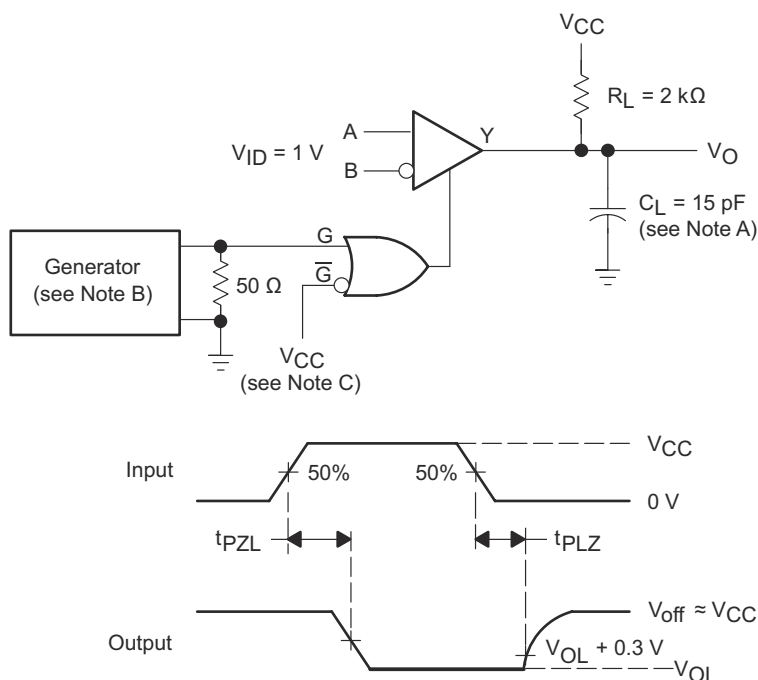 VCC
RL = 2 kΩ
A
Y
VID = 1 V
VO
B
CL = 15 pF
(see Note A)
G
Generator
(see Note B)
G̅
50 Ω
VCC
(see Note C)
VCC
Input
50%
50%
0 V
tPZL
tPLZ
Voff ≈ VCC
Output
VOL + 0.3 V
VOL